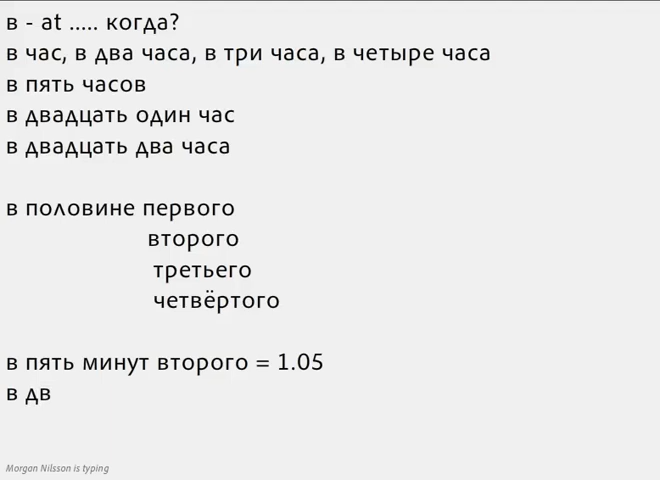 в - at ..... когда?
в час, в два часа, в три часа, в четыре часа
в пять часов
в двадцать один час
в двадцать два часа
в половине первого
второго
третьего
четвёртого
в пять минут второго = 1.05
в дв
Morgan Nilsson is typing